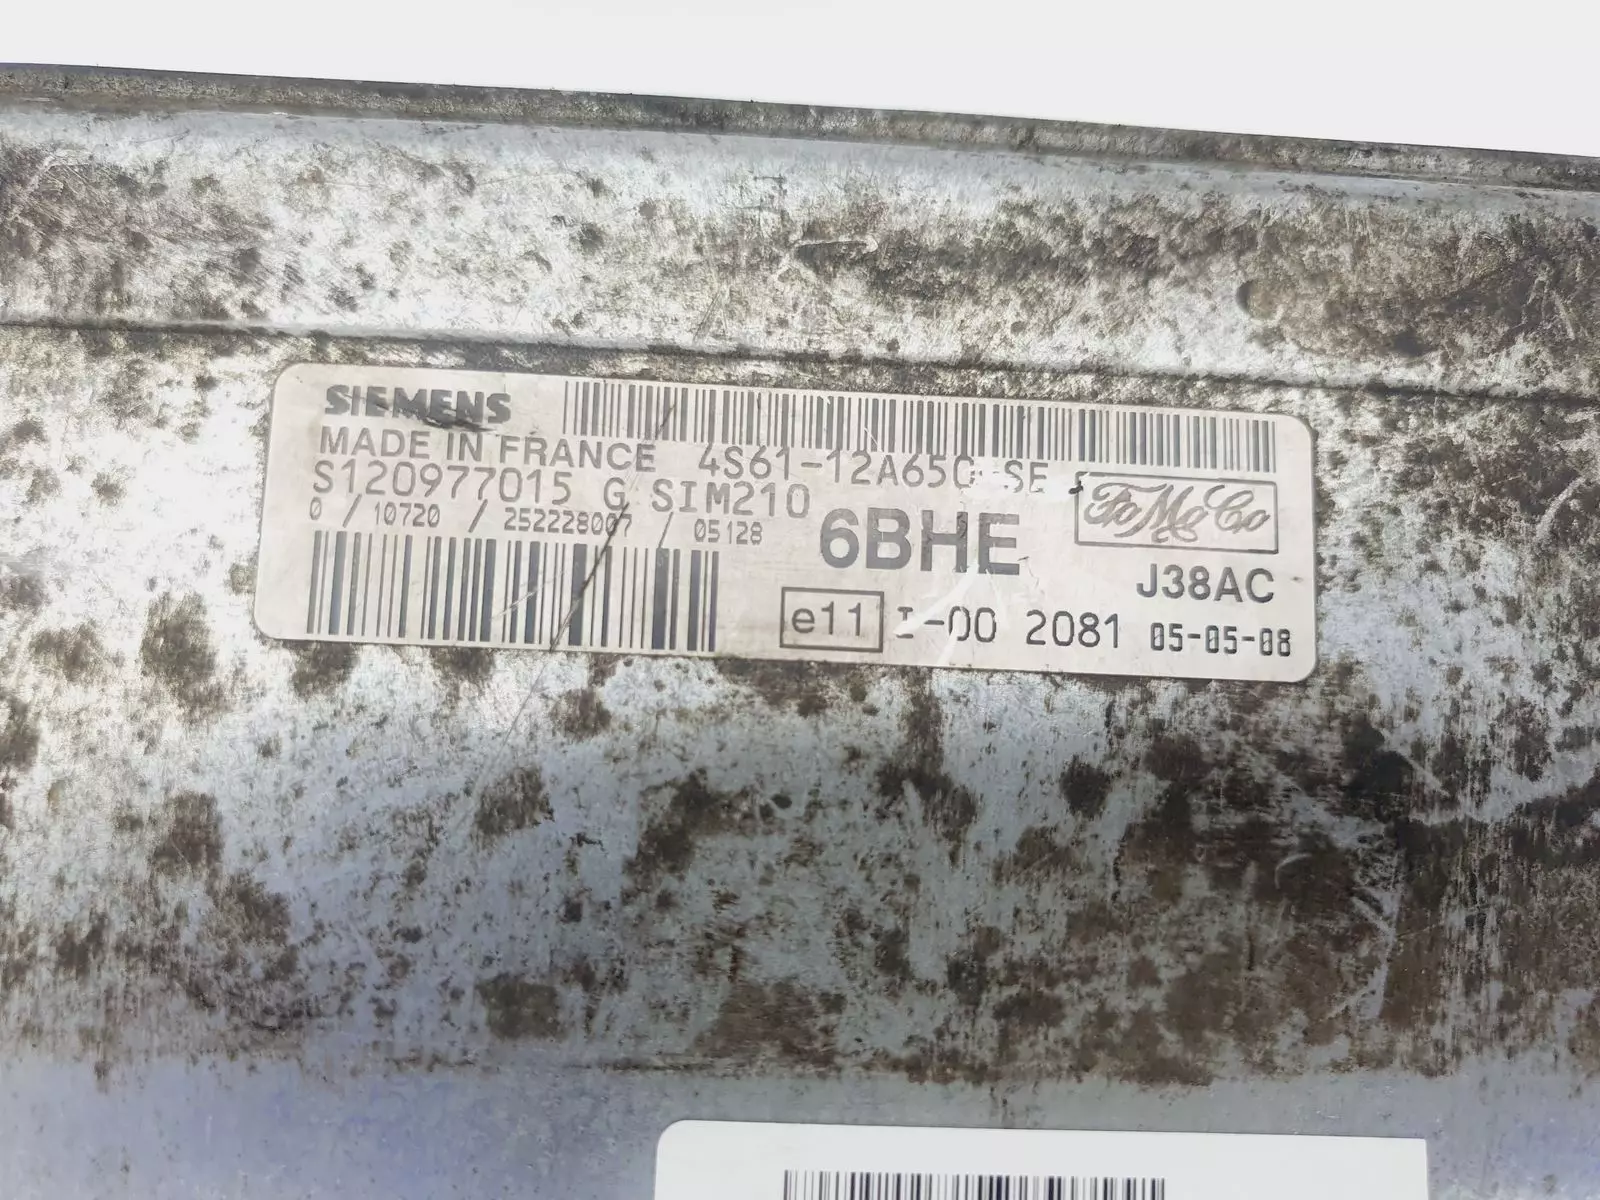 SIEMENS
MADE IN FRANCE 4S61-12A650-SE
S120977015 G SIM210
0 / 10720 / 252228007 / 05128
6BHE
FoMoCo
J38AC
e11 I-00 2081 05-05-08